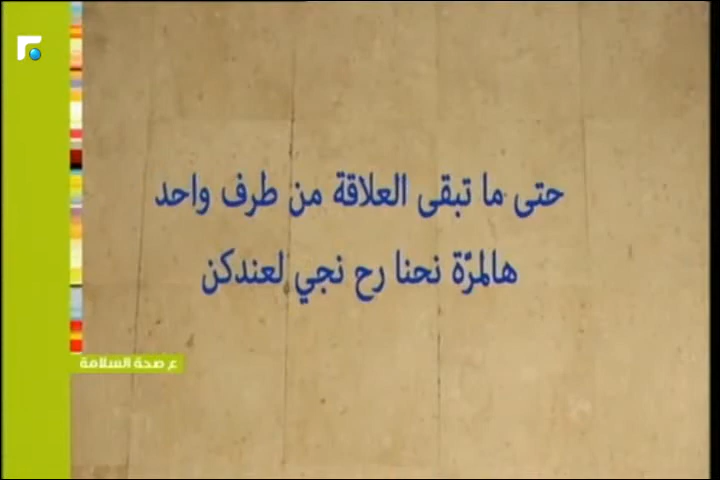 حتى ما تبقى العلاقة من طرف واحد
هالمرّة نحنا رح نجي لعندكن
ع صحة السلامة